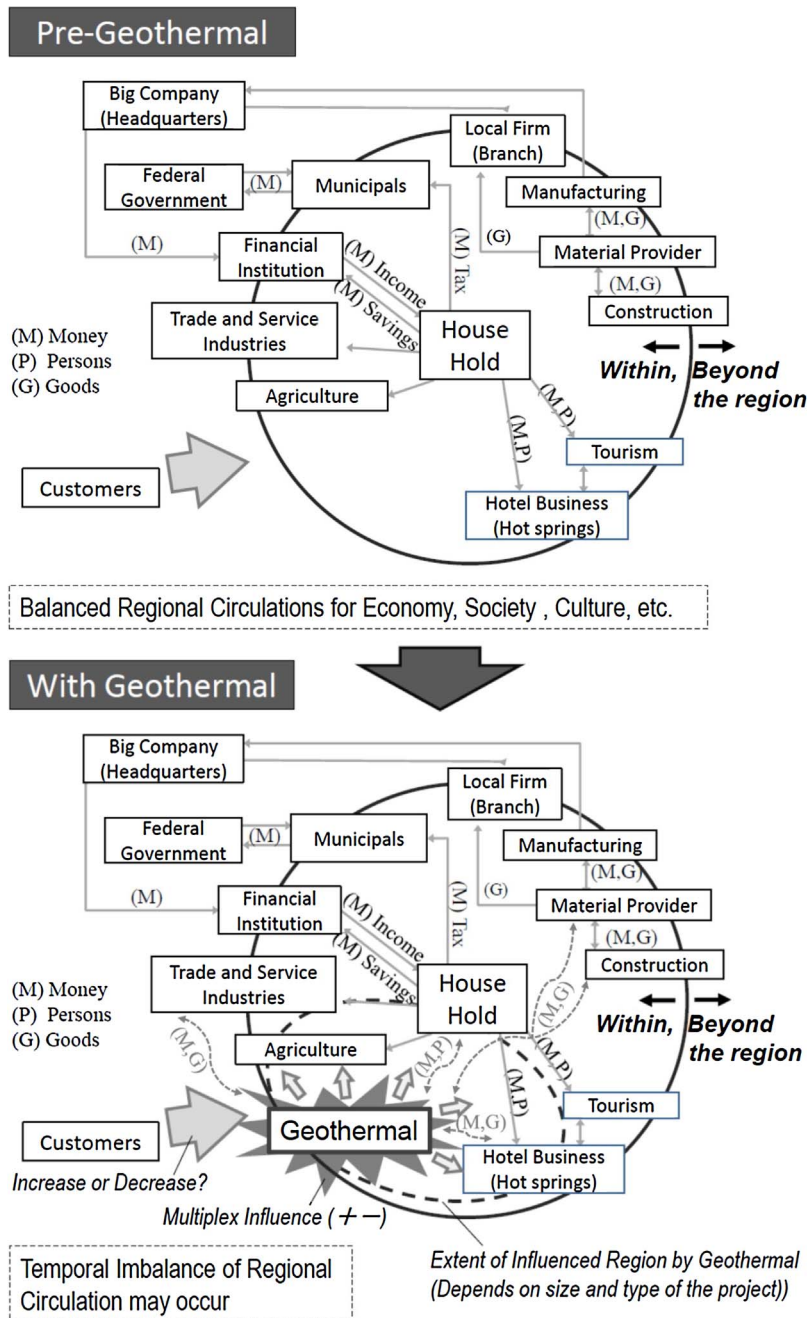 Pre-Geothermal
Big Company
(Headquarters)
Local Firm
(Branch)
Federal
Government
(M)
Municipals
Manufacturing
(M,G)
(M) Tax
(G)
Material Provider
(M)
Financial
Institution
(M) Income
(M) Savings
(M,G)
Construction
Trade and Service
Industries
House
Hold
(M) Money
(P) Persons
(G) Goods
Within, Beyond
the region
Agriculture
(M,P)
(M,P)
Tourism
Customers
Hotel Business
(Hot springs)
Balanced Regional Circulations for Economy, Society , Culture, etc.
With Geothermal
Big Company
(Headquarters)
Local Firm
(Branch)
Federal
Government
(M)
Municipals
Manufacturing
(M,G)
(M) Tax
(G)
Material Provider
(M)
Financial
Institution
(M) Income
(M) Savings
(M,G)
Construction
Trade and Service
Industries
House
Hold
(M,G)
(M) Money
(P) Persons
(G) Goods
Within, Beyond
the region
(M,G)
Agriculture
(M,P)
(M,P)
(M,P)
Tourism
Customers
Geothermal
(M,G)
Hotel Business
(Hot springs)
Increase or Decrease?
Multiplex Influence (+−)
Extent of Influenced Region by Geothermal
(Depends on size and type of the project))
Temporal Imbalance of Regional
Circulation may occur